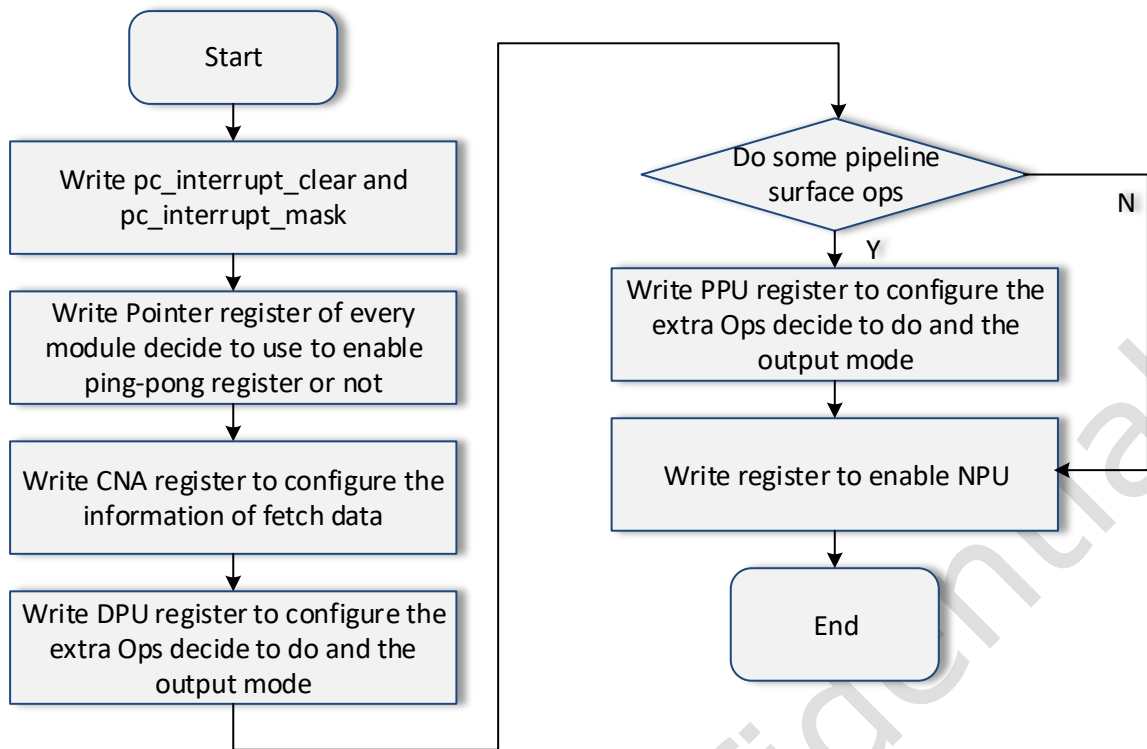 Start
Write pc_interrupt_clear and
pc_interrupt_mask
Write Pointer register of every
module decide to use to enable
ping-pong register or not
Write CNA register to configure the
information of fetch data
Write DPU register to configure the
extra Ops decide to do and the
output mode
Do some pipeline
surface ops
N
Y
Write PPU register to configure the
extra Ops decide to do and the
output mode
Write register to enable NPU
End